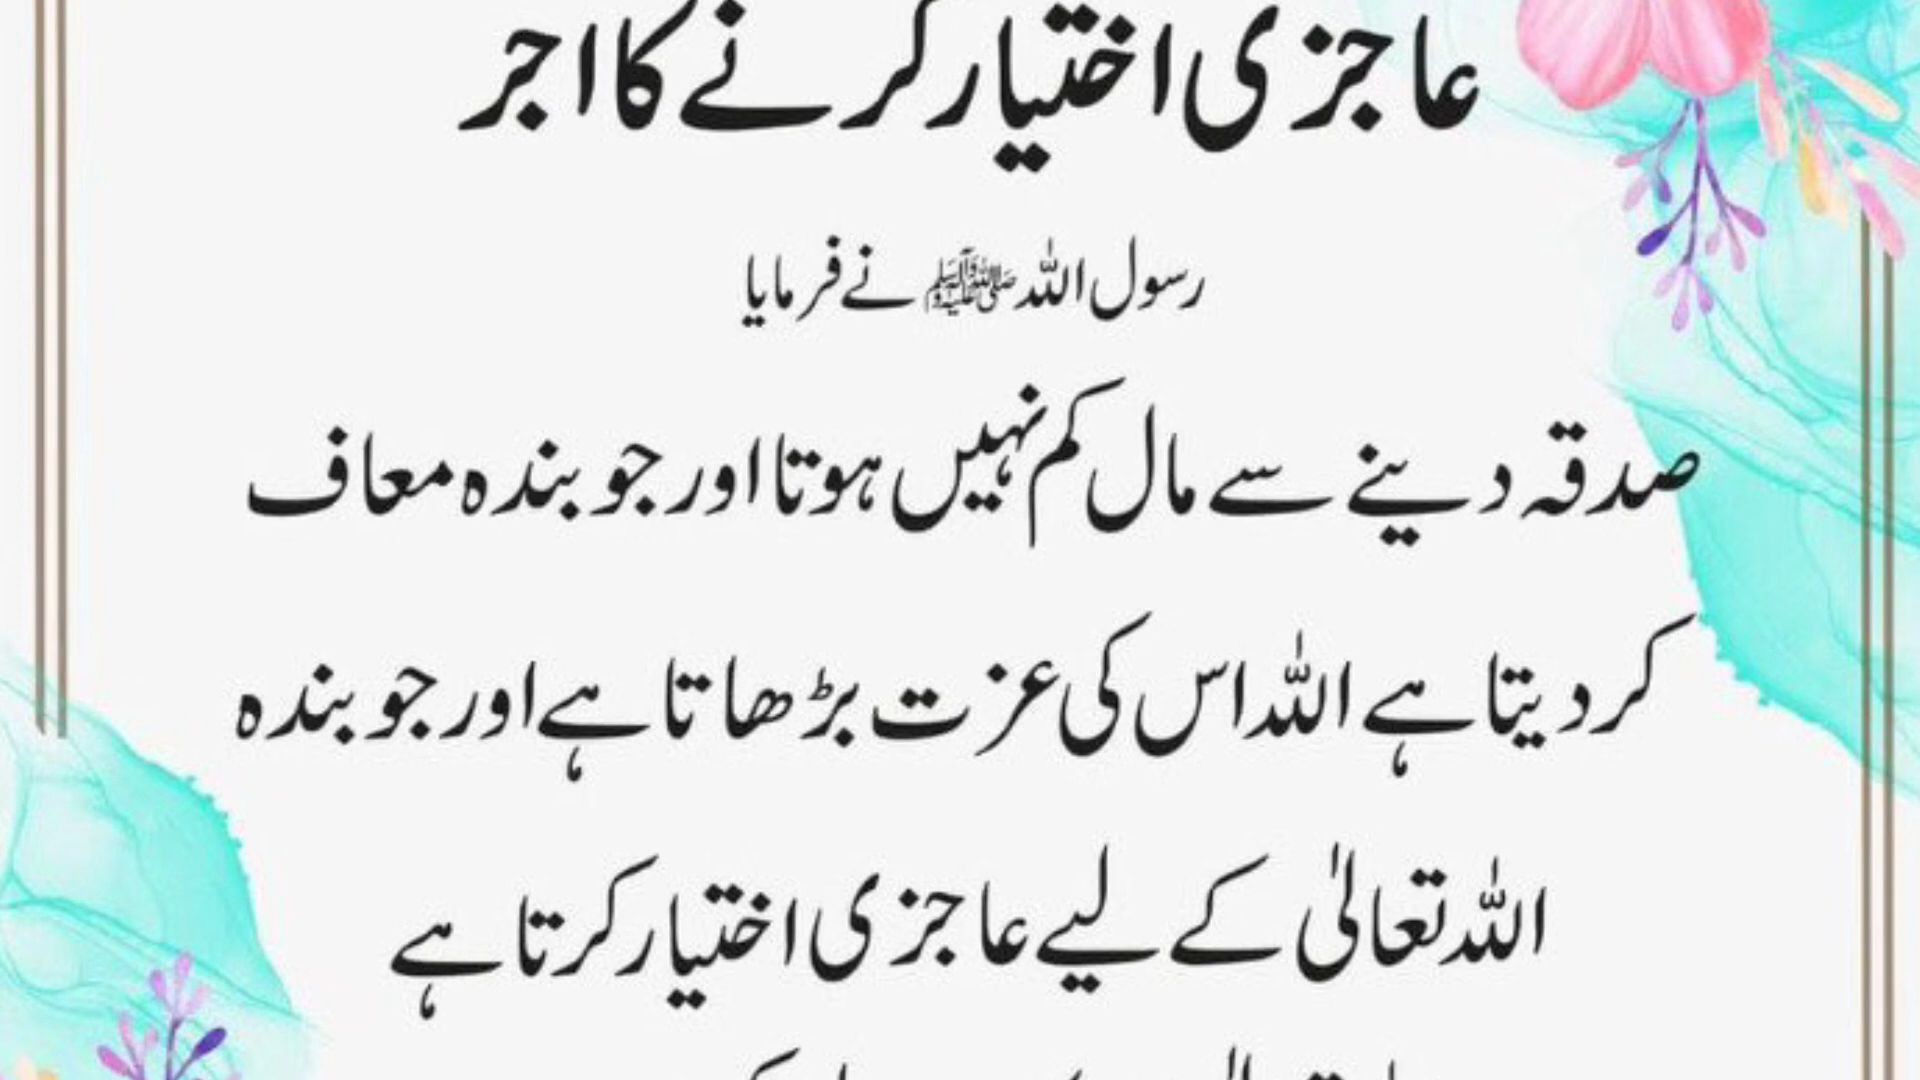 عاجزی اختیار کرنے کا اجر
رسول اللہ ﷺ نے فرمایا
صدقہ دینے سے مال کم نہیں ہوتا اور جو بندہ معاف
کر دیتا ہے اللہ اس کی عزت بڑھاتا ہے اور جو بندہ
اللہ تعالیٰ کے لیے عاجزی اختیار کرتا ہے